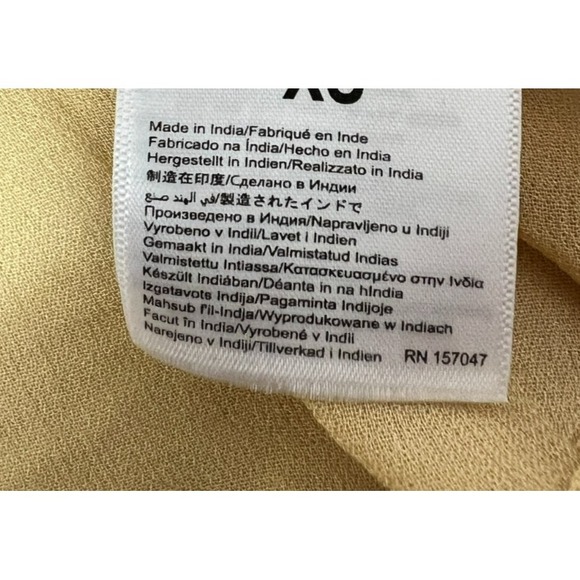 XS
Made in India/Fabriqué en Inde
Fabricado na Índia/Hecho en India
Hergestellt in Indien/Realizzato in India
制造在印度/Сделано в Индии
في الهند صنع/製造されたインドで
Произведено в Индия/Napravljeno u Indiji
Vyrobeno v Indii/Lavet i Indien
Gemaakt in India/Valmistatud Indias
Valmistettu Intiassa/Κατασκευασμένο στην Ινδία
Készült Indiában/Déanta in na hIndia
Izgatavots Indija/Pagaminta Indijoje
Mahsub fl-Indja/Wyprodukowane w Indiach
Facut în India/Vyrobené v Indii
Narejeno v Indiji/Tillverkad i Indien RN 157047